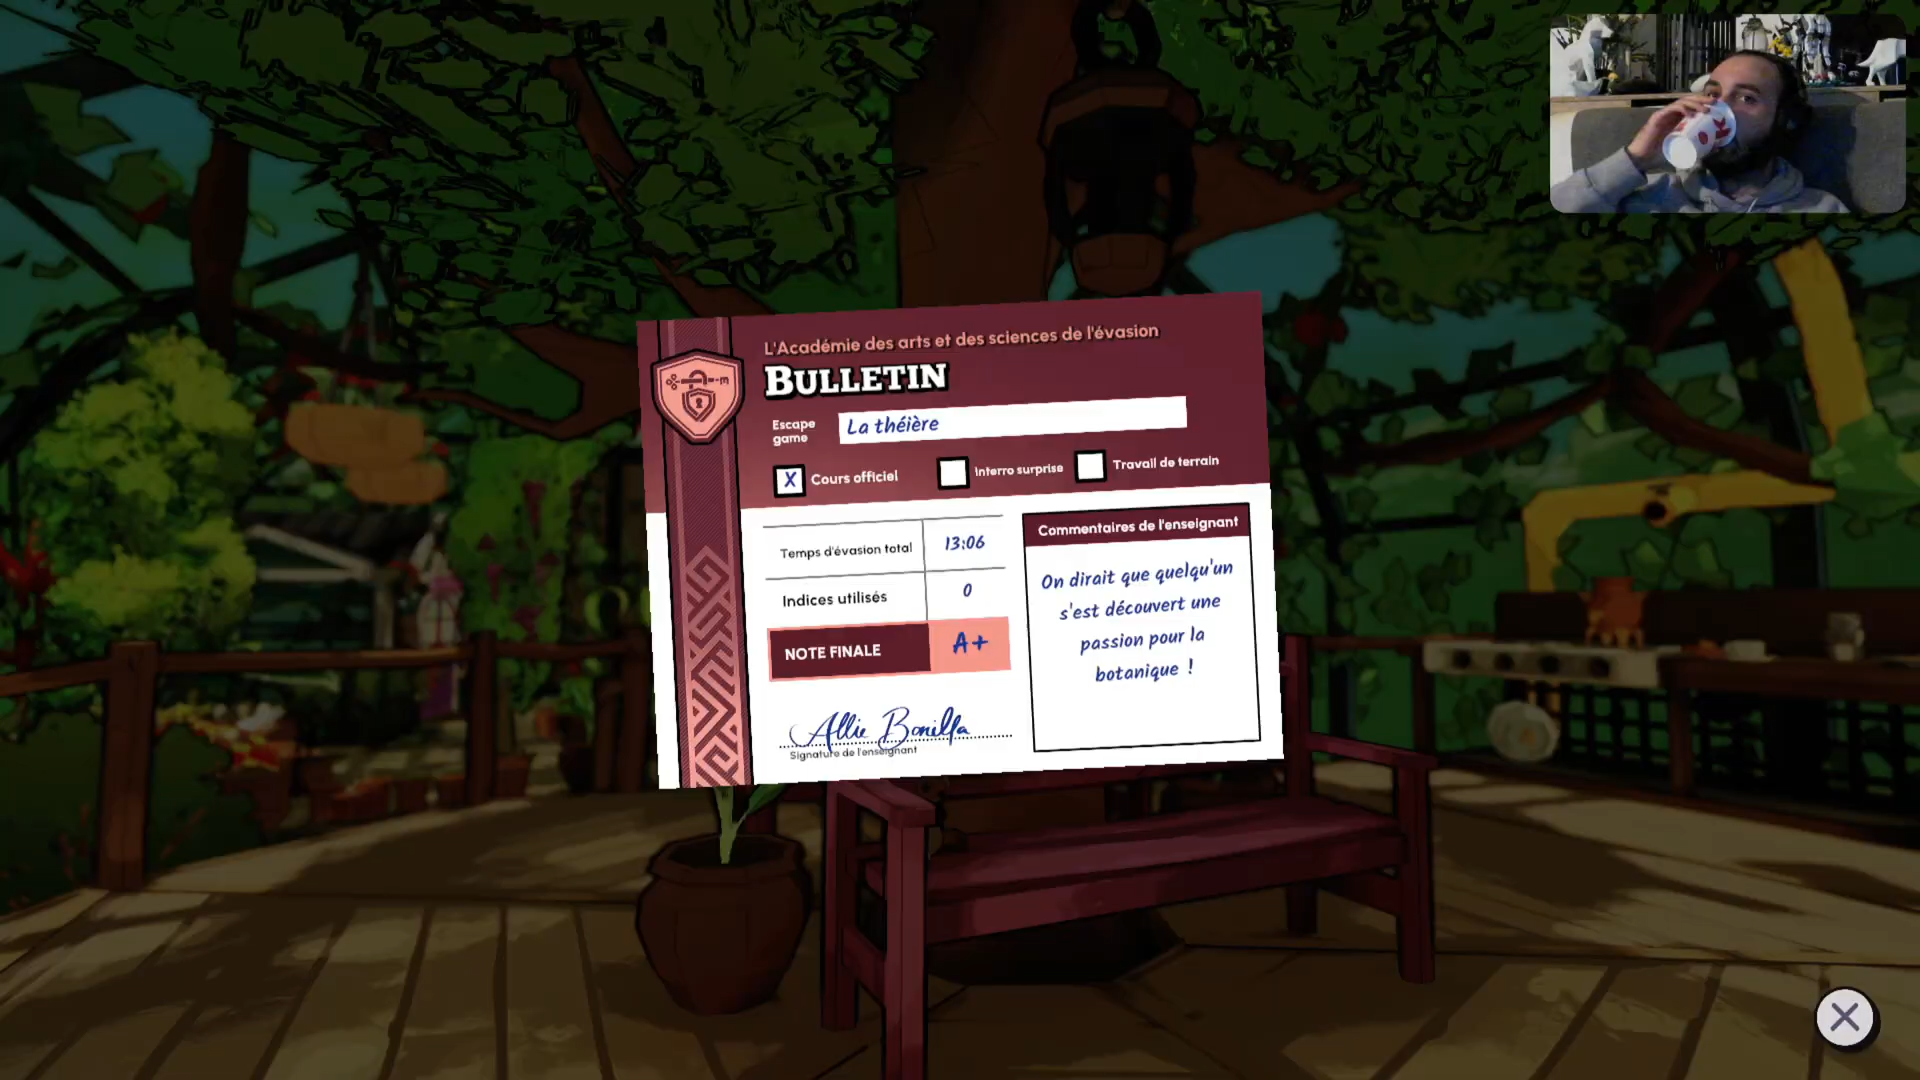 L'Académie des arts et des sciences de l'évasion
BULLETIN
Escape
game
La théière
X Cours officiel
Interro surprise
Travail de terrain
Temps d'évasion total
13:06
Indices utilisés
0
NOTE FINALE
A+
Allie Bonilla
Signature de l'enseignant
Commentaires de l'enseignant
On dirait que quelqu'un
s'est découvert une
passion pour la
botanique !